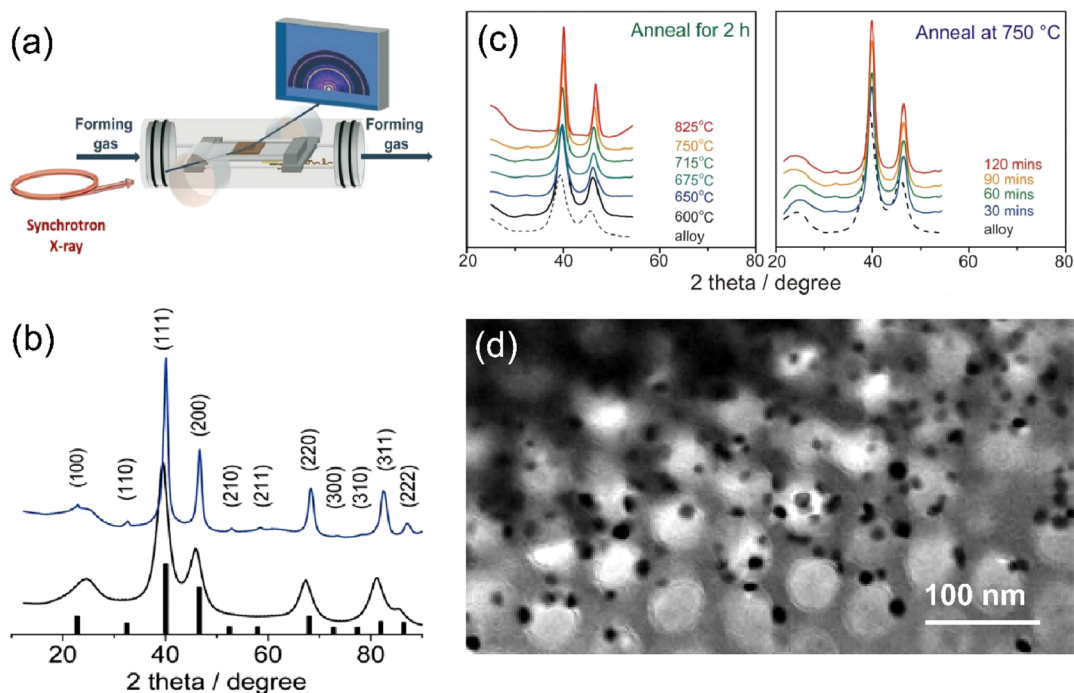 (a)
Forming
gas
Forming
gas
Synchrotron
X-ray
(b)
(100)
(110)
(111)
(200)
(210)
(211)
(220)
(300)
(310)
(311)
(222)
20 40 60 80
2 theta / degree
(c)
Anneal for 2 h
825°C
750°C
715°C
675°C
650°C
600°C
alloy
20 40 60 80
Anneal at 750 °C
120 mins
90 mins
60 mins
30 mins
alloy
20 40 60 80
2 theta / degree
(d)
100 nm